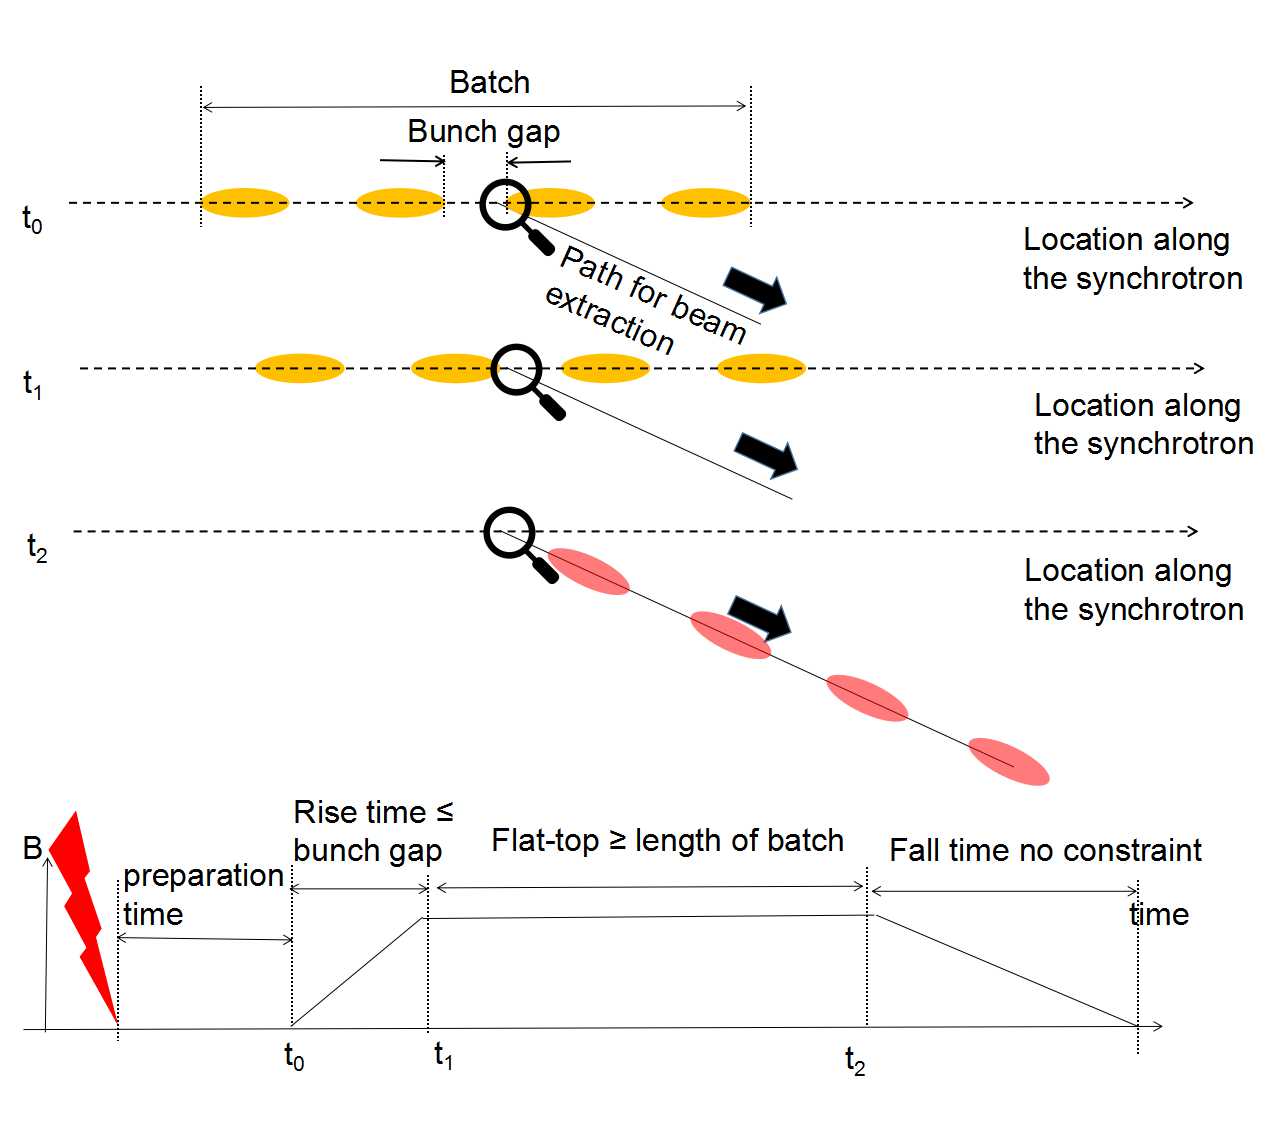 Batch
Bunch gap
t0
Location along
the synchrotron
Path for beam
extraction
t1
Location along
the synchrotron
t2
Location along
the synchrotron
Rise time ≤
bunch gap
Flat-top ≥ length of batch
Fall time no constraint
B
preparation
time
time
t0
t1
t2